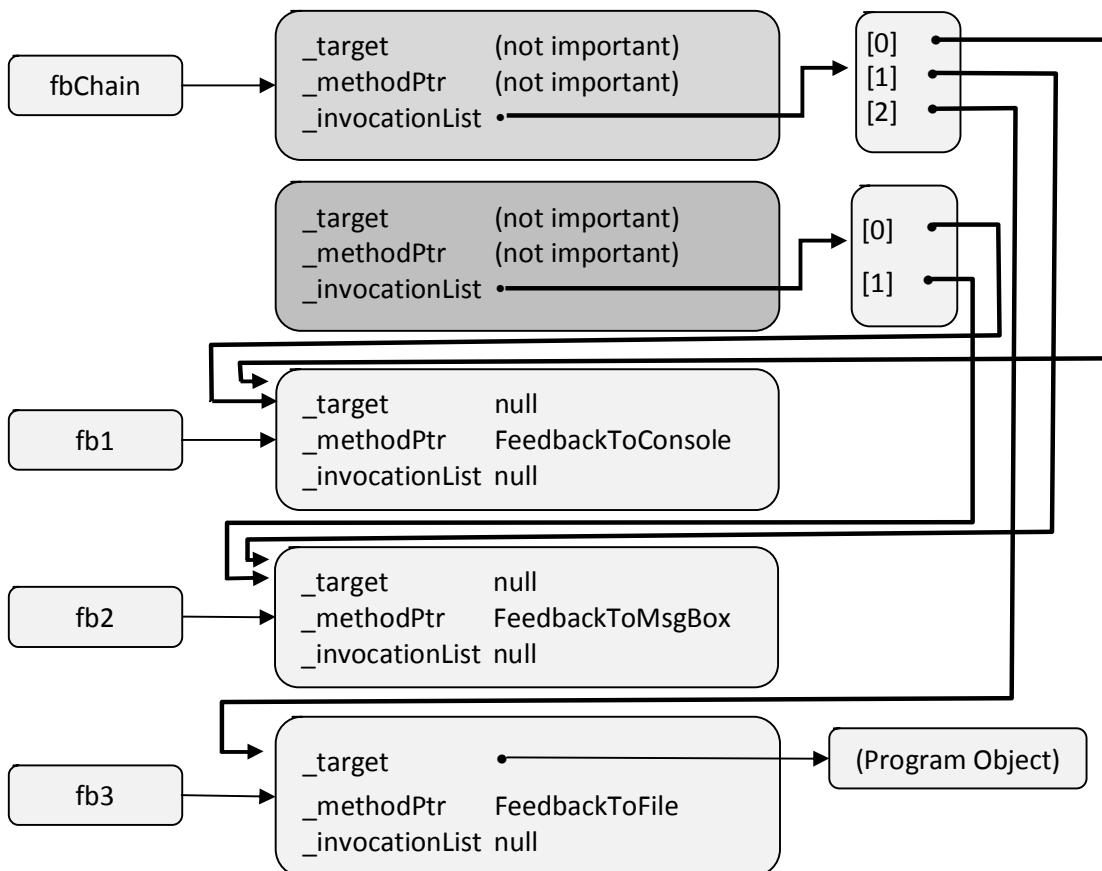 _target (not important)
_methodPtr (not important)
_invocationList
fbChain
[0]
[1]
[2]
_target (not important)
_methodPtr (not important)
_invocationList
[0]
[1]
fb1
_target null
_methodPtr FeedbackToConsole
_invocationList null
fb2
_target null
_methodPtr FeedbackToMsgBox
_invocationList null
fb3
_target
_methodPtr FeedbackToFile
_invocationList null
(Program Object)